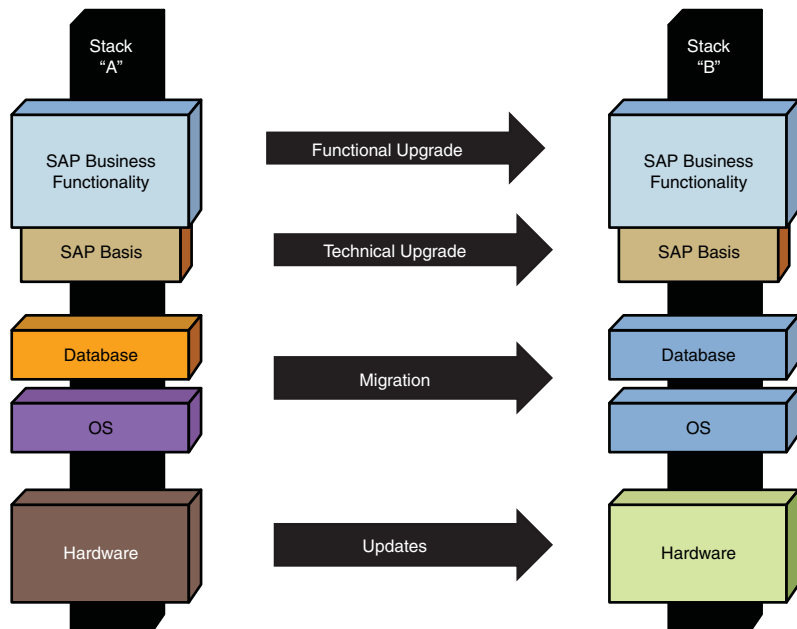 Stack
“A”
Stack
“B”
SAP Business
Functionality
Functional Upgrade
SAP Business
Functionality
SAP Basis
Technical Upgrade
SAP Basis
Database
Migration
Database
OS
OS
Hardware
Updates
Hardware